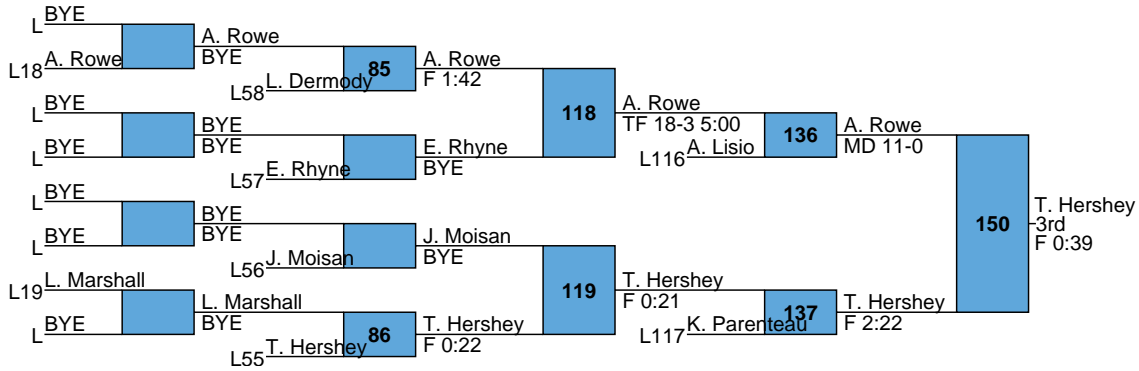 L BYE
L18 A. Rowe
A. Rowe
BYE
L58 L. Dermody
85
A. Rowe
F 1:42
L BYE
L BYE
BYE
BYE
L57 E. Rhyne
E. Rhyne
BYE
118
A. Rowe
TF 18-3 5:00
L116 A. Lisio
136
A. Rowe
MD 11-0
L BYE
L BYE
BYE
BYE
L56 J. Moisan
J. Moisan
BYE
L19 L. Marshall
L BYE
L. Marshall
BYE
L55 T. Hershey
86
T. Hershey
F 0:22
119
T. Hershey
F 0:21
L117 K. Parenteau
137
T. Hershey
F 2:22
150
T. Hershey
3rd
F 0:39